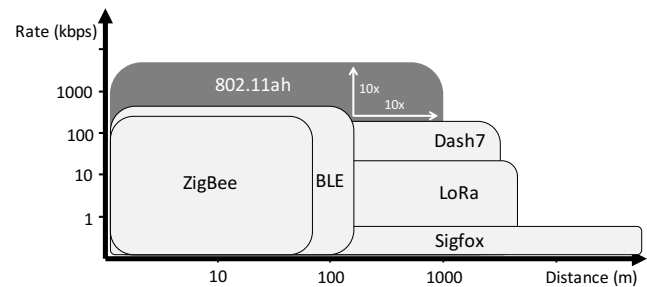 Rate (kbps)
802.11ah
10x
10x
1000
100
10
1
Dash7
ZigBee
BLE
LoRa
Sigfox
10
100
1000
Distance (m)